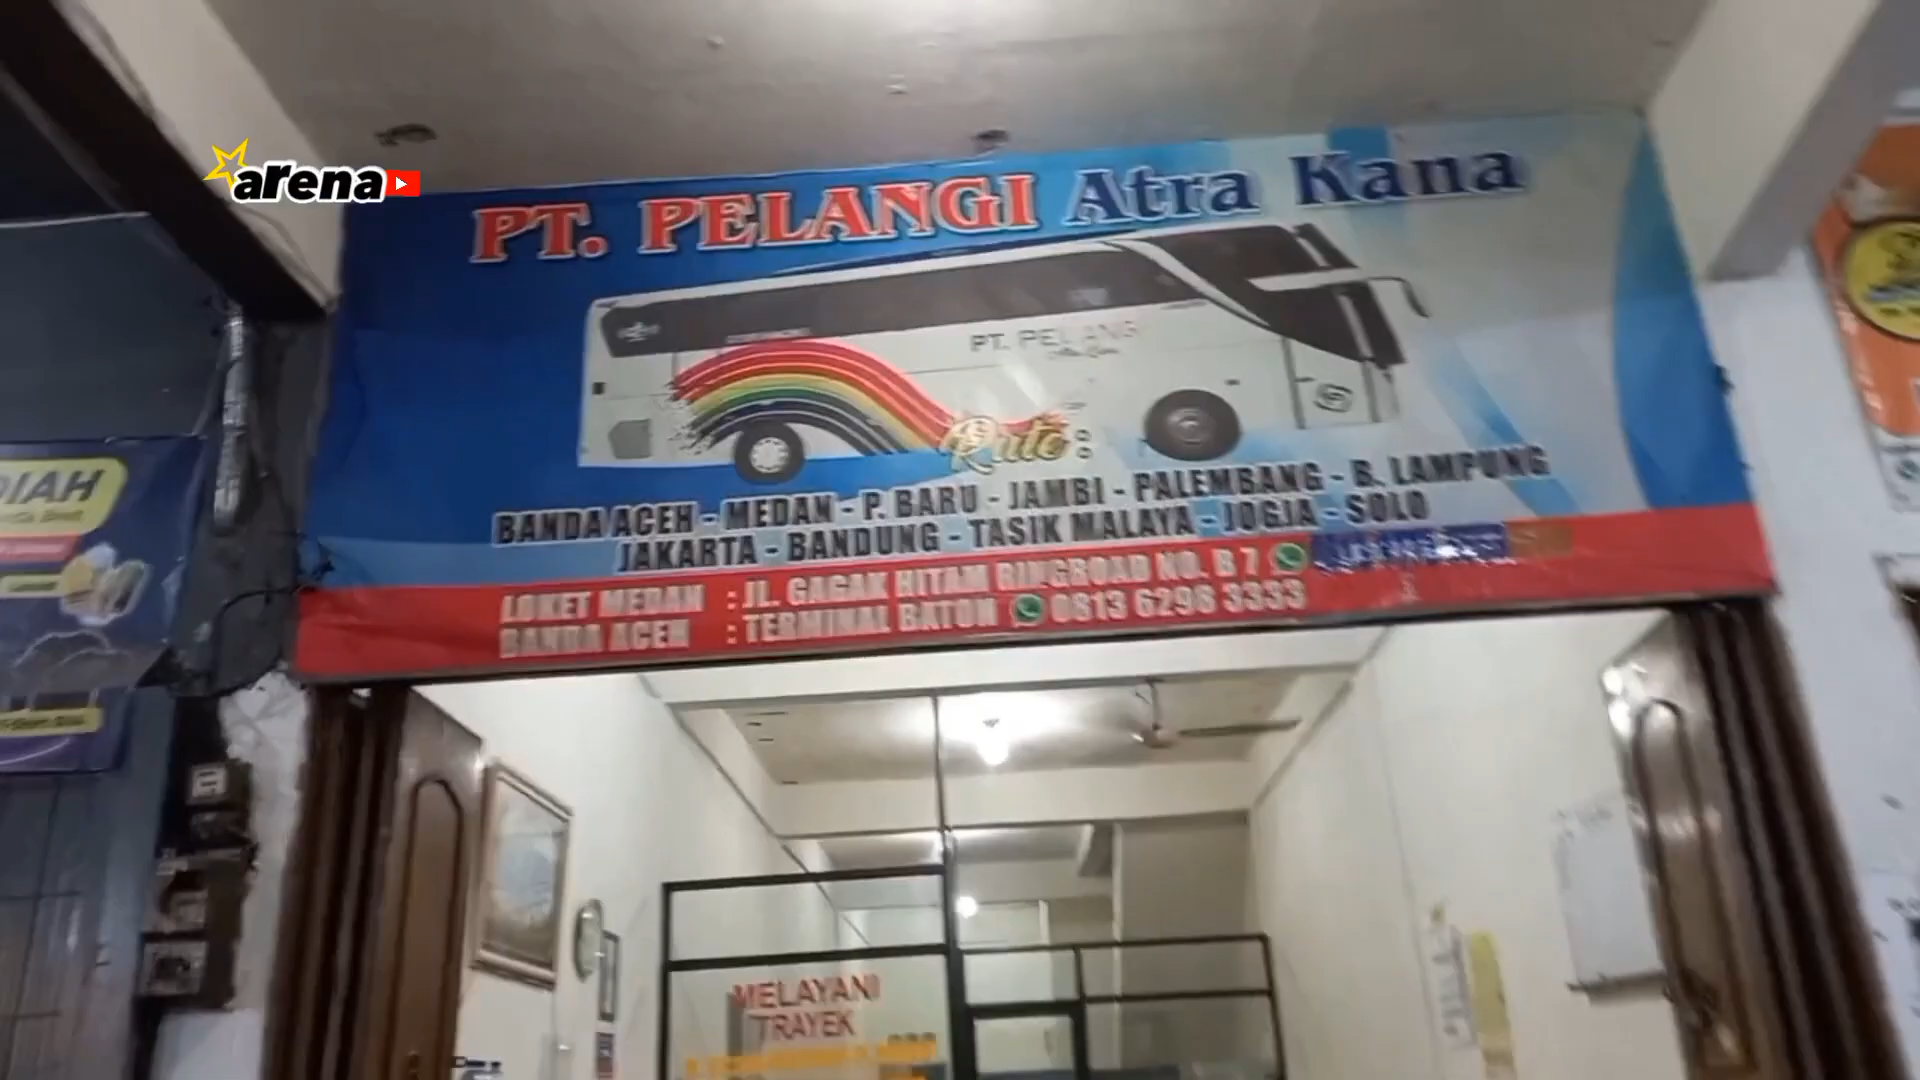 arena
PT. PELANGI Atra Kana
PT. PELANGI
Rute :
BANDA ACEH - MEDAN - P. BARU - JAMBI - PALEMBANG - B. LAMPUNG
JAKARTA - BANDUNG - TASIK MALAYA - JOGJA - SOLO
LOKET MEDAN : JL. GAGAK HITAM RINGROAD NO. B 7
BANDA ACEH : TERMINAL BATOH 0813 6298 3333
DIAH
MELAYANI
TRAYEK